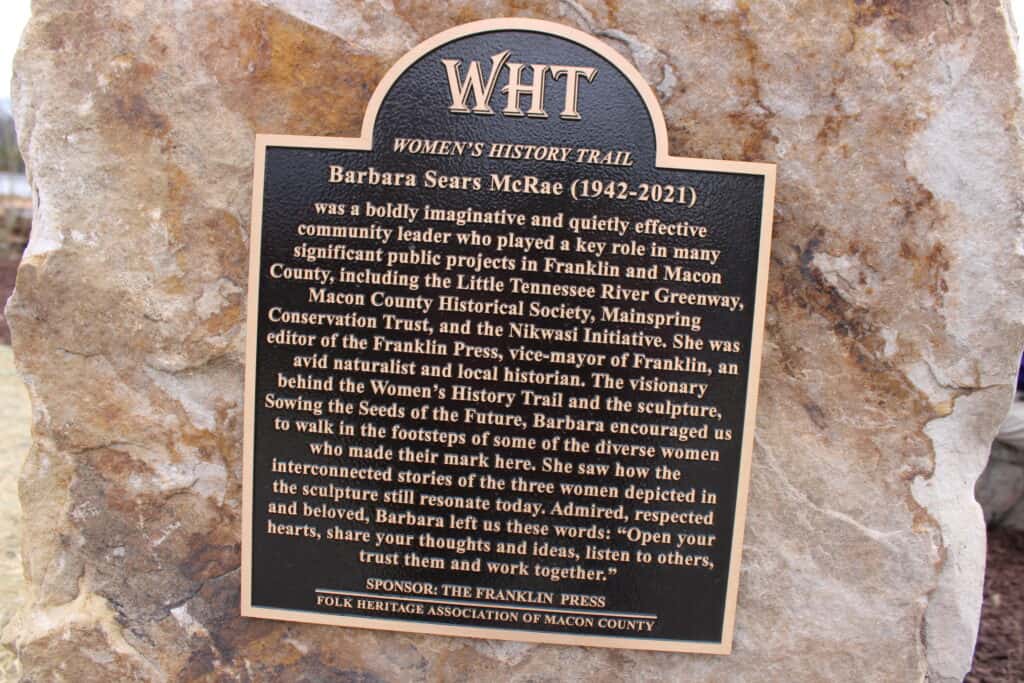 WHT
WOMEN'S HISTORY TRAIL
Barbara Sears McRae (1942-2021)
was a boldly imaginative and quietly effective
community leader who played a key role in many
significant public projects in Franklin and Macon
County, including the Little Tennessee River Greenway,
Macon County Historical Society, Mainspring
Conservation Trust, and the Nikwasi Initiative. She was
editor of the Franklin Press, vice-mayor of Franklin, an
avid naturalist and local historian. The visionary
behind the Women's History Trail and the sculpture,
Sowing the Seeds of the Future, Barbara encouraged us
to walk in the footsteps of some of the diverse women
who made their mark here. She saw how the
interconnected stories of the three women depicted in
the sculpture still resonate today. Admired, respected
and beloved, Barbara left us these words: “Open your
hearts, share your thoughts and ideas, listen to others,
trust them and work together.”
SPONSOR: THE FRANKLIN PRESS
FOLK HERITAGE ASSOCIATION OF MACON COUNTY